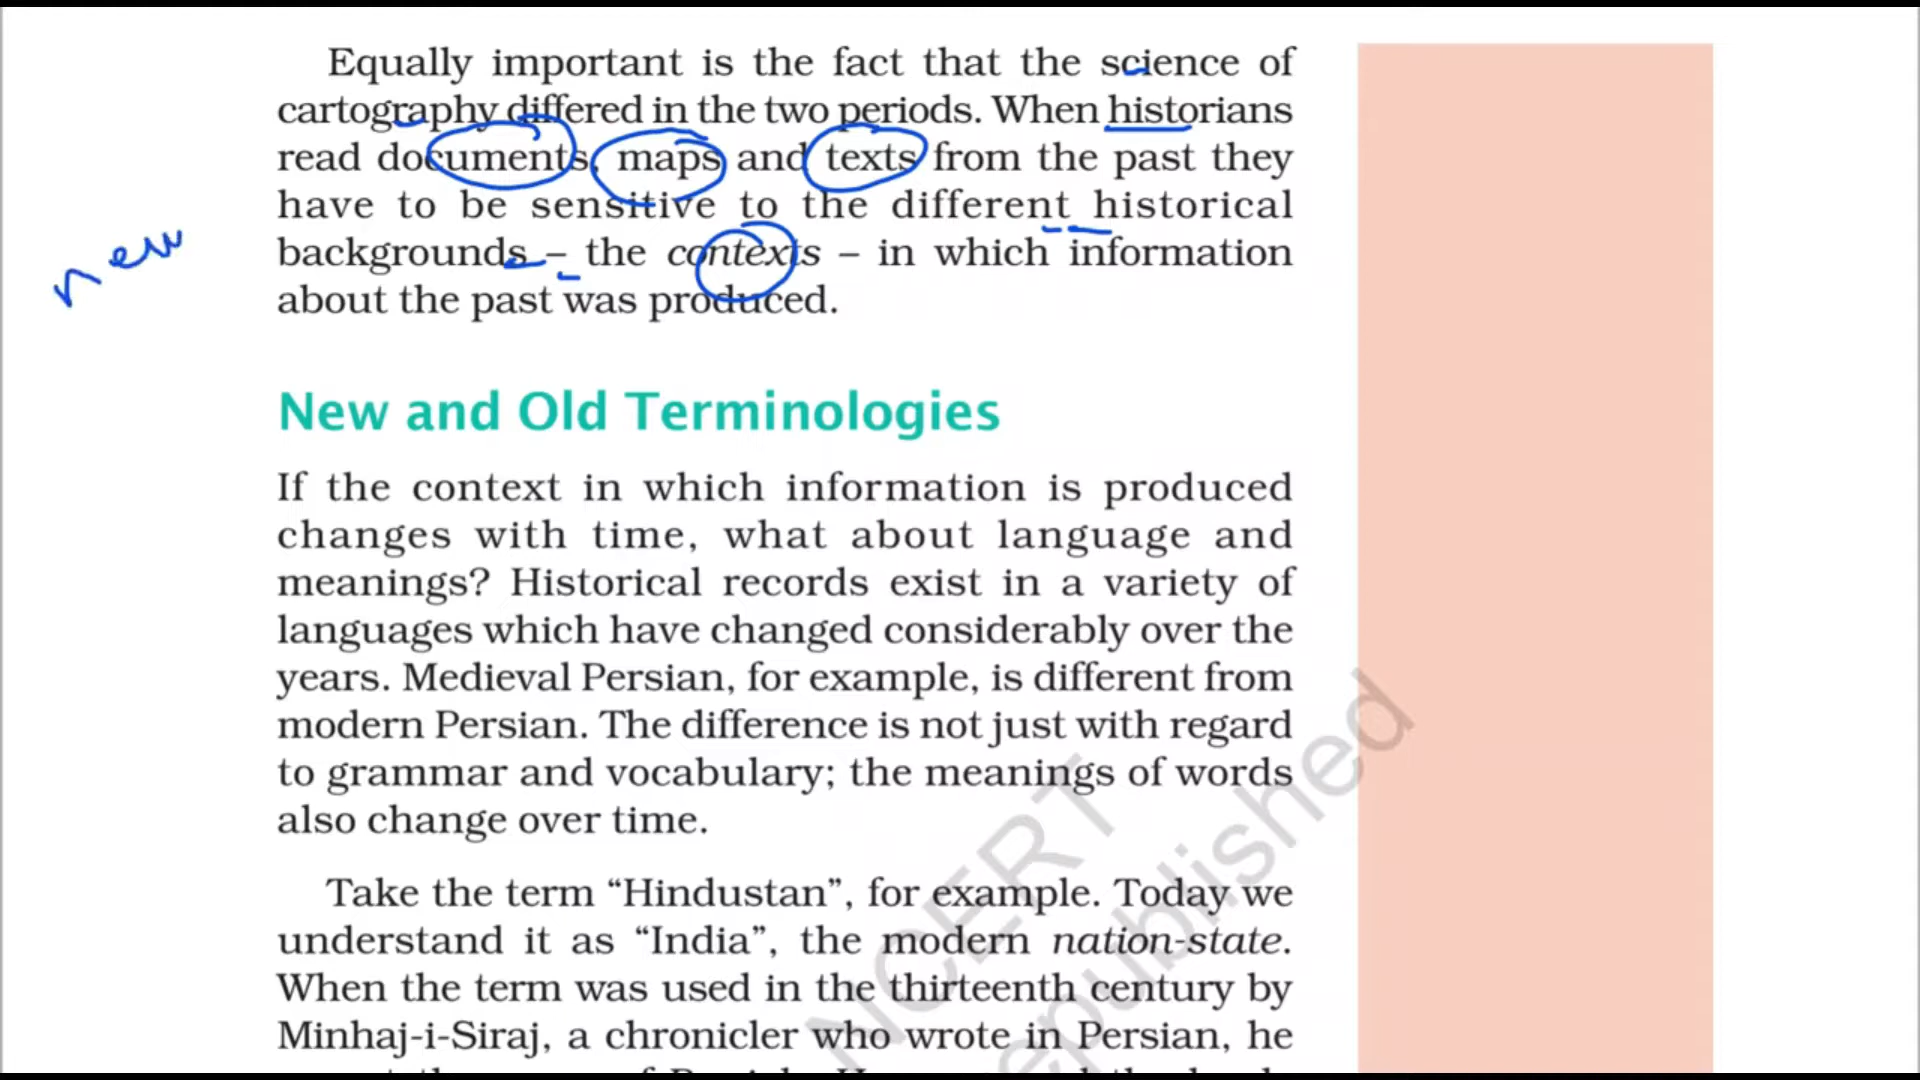 Equally important is the fact that the science of
cartography differed in the two periods. When historians
read documents, maps and texts from the past they
have to be sensitive to the different historical
backgrounds – the contexts – in which information
about the past was produced.
new
New and Old Terminologies
If the context in which information is produced
changes with time, what about language and
meanings? Historical records exist in a variety of
languages which have changed considerably over the
years. Medieval Persian, for example, is different from
modern Persian. The difference is not just with regard
to grammar and vocabulary; the meanings of words
also change over time.
Take the term “Hindustan”, for example. Today we
understand it as “India”, the modern nation-state.
When the term was used in the thirteenth century by
Minhaj-i-Siraj, a chronicler who wrote in Persian, he
NCERT
epublished